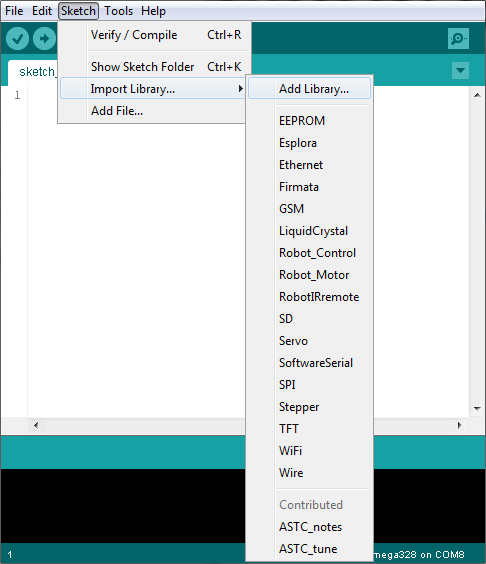 File Edit Sketch Tools Help
Verify / Compile Ctrl+R
Show Sketch Folder Ctrl+K
sketch_
Import Library...
Add File...
1
Add Library...
EEPROM
Esplora
Ethernet
Firmata
GSM
LiquidCrystal
Robot_Control
Robot_Motor
RobotIRremote
SD
Servo
SoftwareSerial
SPI
Stepper
TFT
WiFi
Wire
Contributed
ASTC_notes
ASTC_tune
1 mega328 on COM8